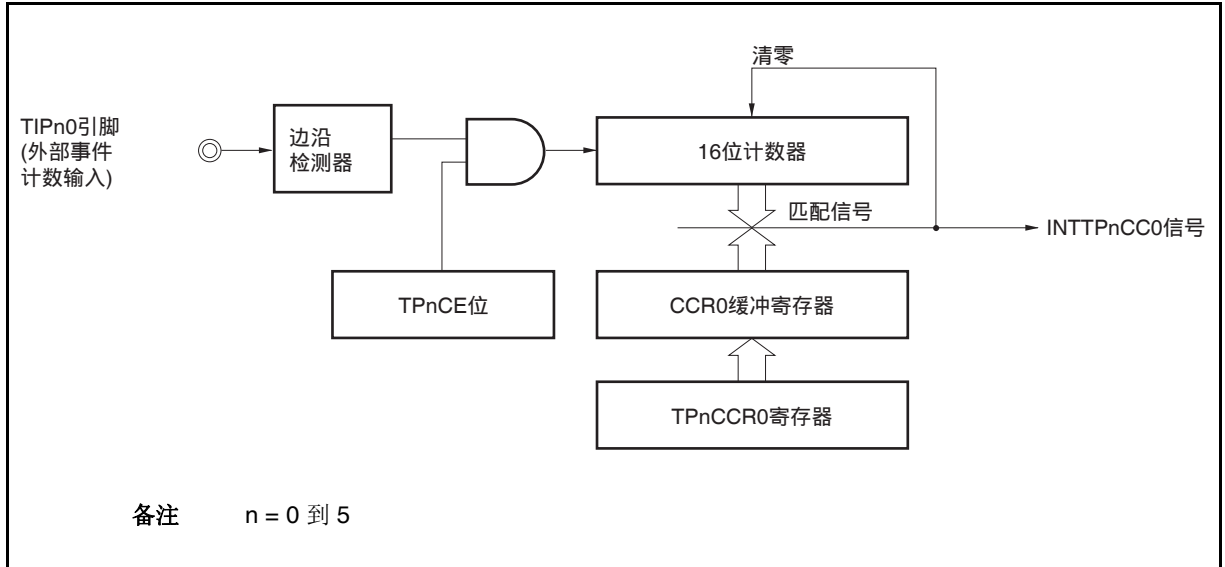 清零
TIPn0引脚
(外部事件
计数输入)
边沿
检测器
16位计数器
匹配信号
INTTPnCC0信号
TPnCE位
CCR0缓冲寄存器
TPnCCR0寄存器
备注 n = 0 到 5